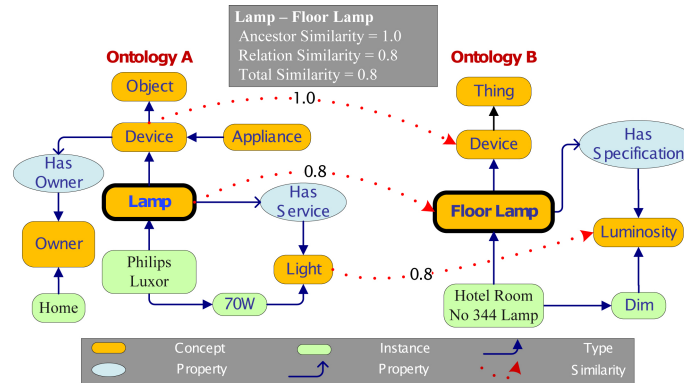 Lamp – Floor Lamp
Ancestor Similarity = 1.0
Relation Similarity = 0.8
Total Similarity = 0.8
Ontology A
Ontology B
Object
Thing
1.0
Device
Appliance
Device
Has
Specification
Has
Owner
0.8
Lamp
Has
Service
Floor Lamp
Owner
Luminosity
Philips
Luxor
Light
0.8
Home
70W
Hotel Room
No 344 Lamp
Dim
Concept
Instance
Type
Property
Property
Similarity